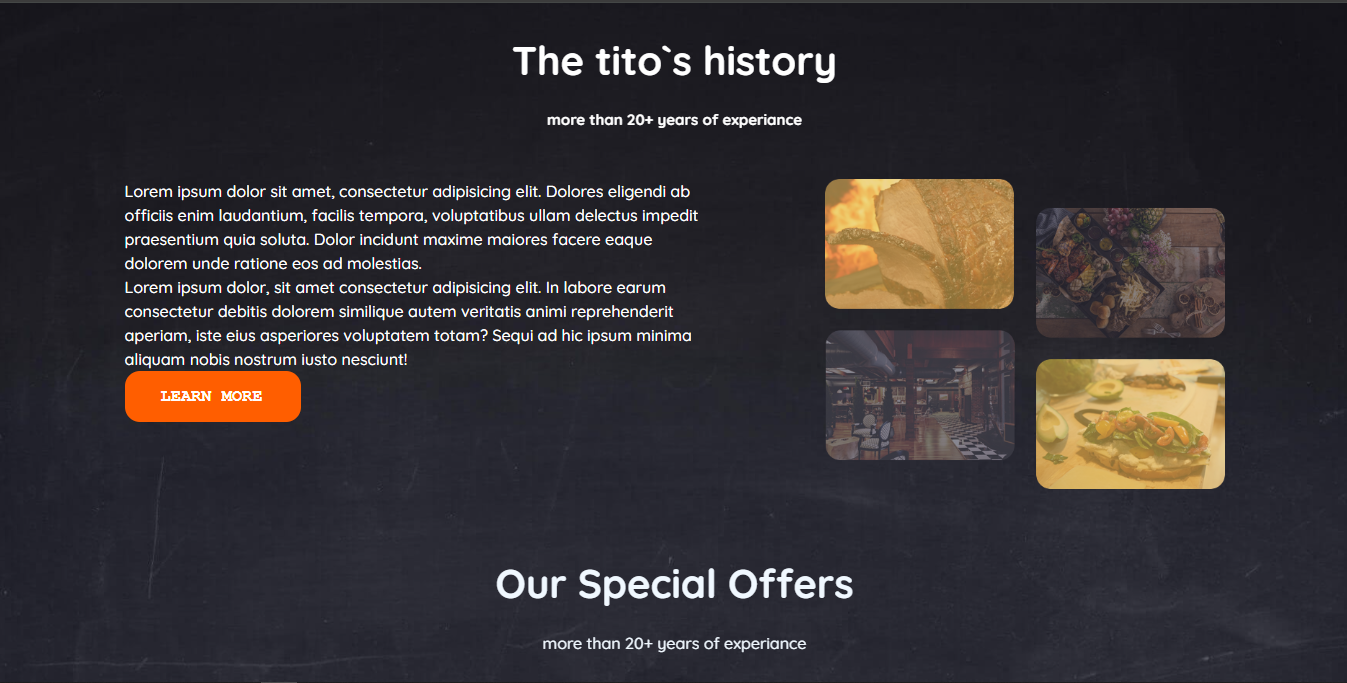 The tito`s history
more than 20+ years of experiance
Lorem ipsum dolor sit amet, consectetur adipisicing elit. Dolores eligendi ab
officiis enim laudantium, facilis tempora, voluptatibus ullam delectus impedit
praesentium quia soluta. Dolor incidunt maxime maiores facere eaque
dolorem unde ratione eos ad molestias.
Lorem ipsum dolor, sit amet consectetur adipisicing elit. In labore earum
consectetur debitis dolorem similique autem veritatis animi reprehenderit
aperiam, iste eius asperiores voluptatem totam? Sequi ad hic ipsum minima
aliquam nobis nostrum iusto nesciunt!
LEARN MORE
Our Special Offers
more than 20+ years of experiance